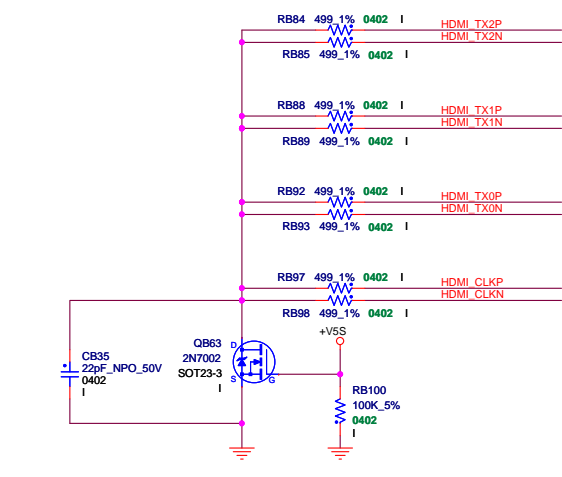 RB84 499_1% 0402 I HDMI_TX2P
HDMI_TX2N
RB85 499_1% 0402 I
RB88 499_1% 0402 I HDMI_TX1P
HDMI_TX1N
RB89 499_1% 0402 I
RB92 499_1% 0402 I HDMI_TX0P
HDMI_TX0N
RB93 499_1% 0402 I
RB97 499_1% 0402 I HDMI_CLKP
HDMI_CLKN
RB98 499_1% 0402 I
+V5S
QB63 D
2N7002
SOT23-3
S G
I
CB35
22pF_NPO_50V
0402
I
RB100
100K_5%
0402
I